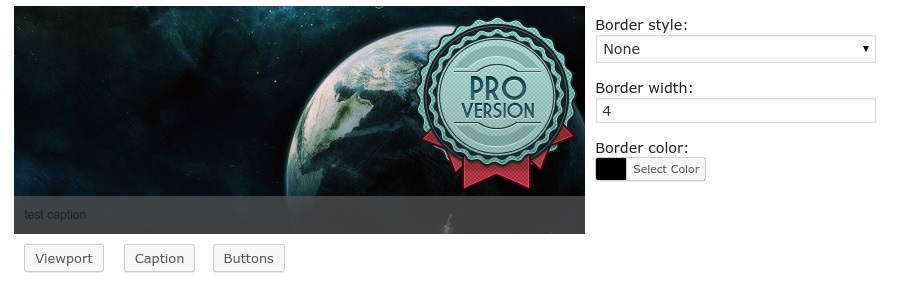 PRO
VERSION
test caption
Viewport
Caption
Buttons
Border style:
None
Border width:
4
Border color:
Select Color